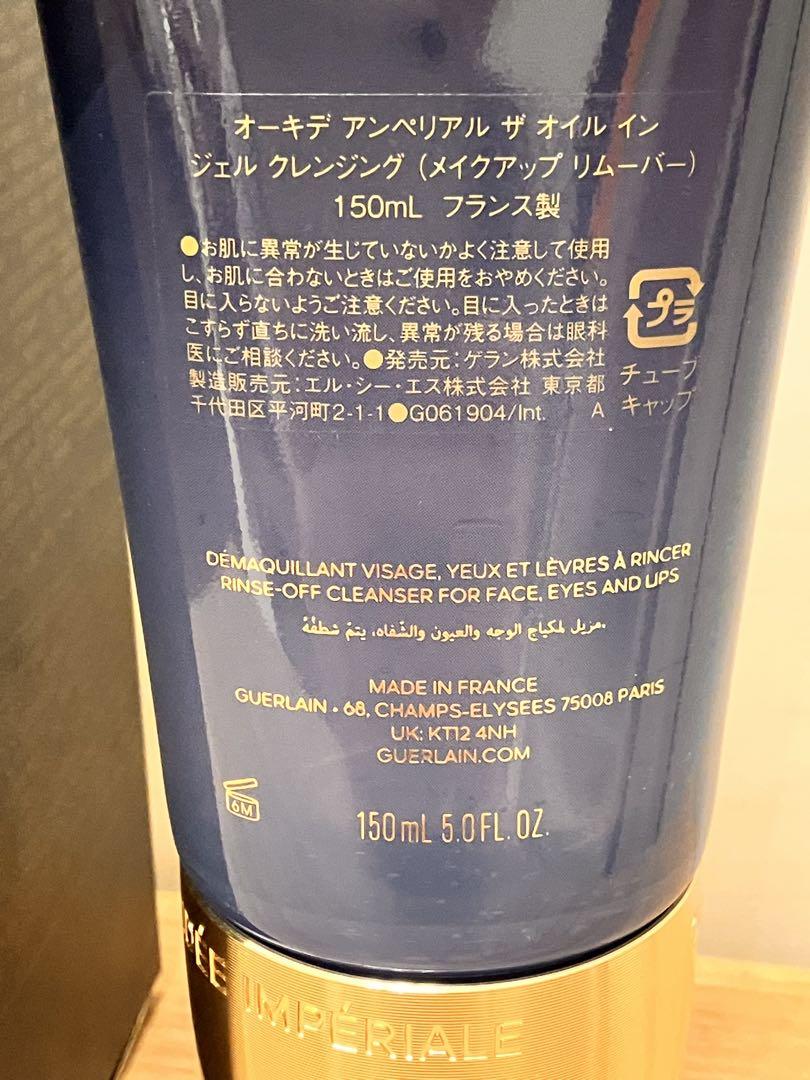 オーキデ アンペリアル ザ オイル イン
ジェル クレンジング (メイクアップ リムーバー)
150mL フランス製
●お肌に異常が生じていないかよく注意して使用
し、お肌に合わないときはご使用をおやめください。
目に入らないようご注意ください。目に入ったときは
こすらず直ちに洗い流し、異常が残る場合は眼科
医にご相談ください。●発売元:ゲラン株式会社
製造販売元:エル・シー・エス株式会社 東京都
千代田区平河町2-1-1●G061904/Int. A
プラ
チューブ
キャップ
DÉMAQUILLANT VISAGE, YEUX ET LÈVRES À RINCER
RINSE-OFF CLEANSER FOR FACE, EYES AND LIPS
مزيل لمكياج الوجه والعيون والشّفاه، يتمّ شطفُهُ.
MADE IN FRANCE
GUERLAIN • 68, CHAMPS-ELYSEES 75008 PARIS
UK: KT12 4NH
GUERLAIN.COM
6M
150 mL 5.0 FL. OZ.
IMPÉRIALE